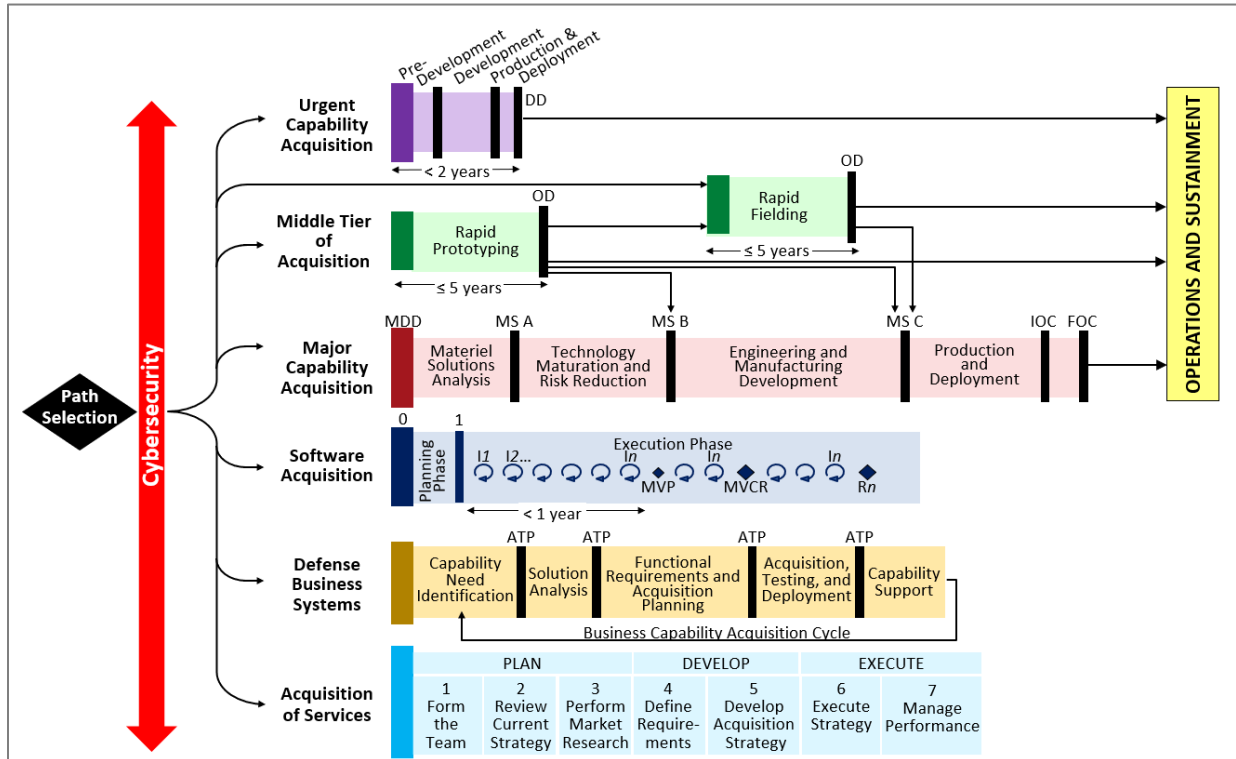 Pre-
Development
Development
Production &
Deployment
Urgent
Capability
Acquisition
DD
< 2 years
OD
Rapid
Fielding
≤ 5 years
Middle Tier
of
Acquisition
OD
Rapid
Prototyping
≤ 5 years
OPERATIONS AND SUSTAINMENT
Path
Selection
Cybersecurity
Major
Capability
Acquisition
MDD
MS A
MS B
MS C
IOC
FOC
Materiel
Solutions
Analysis
Technology
Maturation and
Risk Reduction
Engineering and
Manufacturing
Development
Production
and
Deployment
Software
Acquisition
0
1
Planning
Phase
Execution Phase
I1
I2...
In
In
In
MVP
MVCR
Rn
< 1 year
Defense
Business
Systems
ATP
ATP
ATP
ATP
Capability
Need
Identification
Solution
Analysis
Functional
Requirements and
Acquisition
Planning
Acquisition,
Testing, and
Deployment
Capability
Support
Business Capability Acquisition Cycle
Acquisition
of Services
PLAN
DEVELOP
EXECUTE
1
Form
the
Team
2
Review
Current
Strategy
3
Perform
Market
Research
4
Define
Require-
ments
5
Develop
Acquisition
Strategy
6
Execute
Strategy
7
Manage
Performance